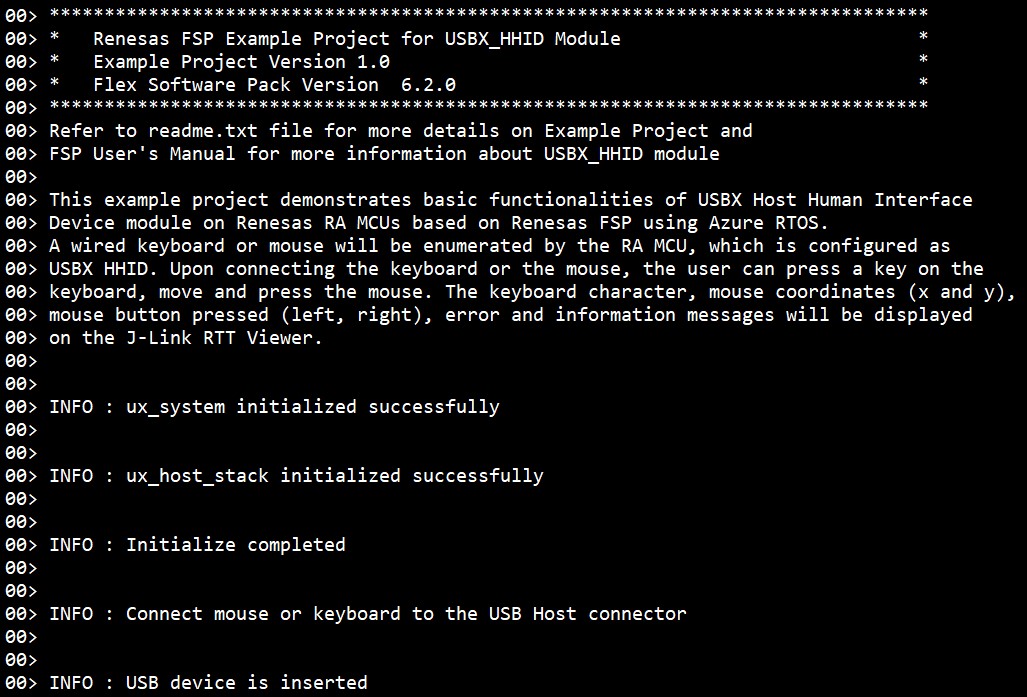 00> ********************************************************************************
00> *   Renesas FSP Example Project for USBX_HHID Module                           *
00> *   Example Project Version 1.0                                                *
00> *   Flex Software Pack Version  6.2.0                                          *
00> ********************************************************************************
00> Refer to readme.txt file for more details on Example Project and
00> FSP User's Manual for more information about USBX_HHID module
00>
00> This example project demonstrates basic functionalities of USBX Host Human Interface
00> Device module on Renesas RA MCUs based on Renesas FSP using Azure RTOS.
00> A wired keyboard or mouse will be enumerated by the RA MCU, which is configured as
00> USBX HHID. Upon connecting the keyboard or the mouse, the user can press a key on the
00> keyboard, move and press the mouse. The keyboard character, mouse coordinates (x and y),
00> mouse button pressed (left, right), error and information messages will be displayed
00> on the J-Link RTT Viewer.
00>
00>
00> INFO : ux_system initialized successfully
00>
00>
00> INFO : ux_host_stack initialized successfully
00>
00>
00> INFO : Initialize completed
00>
00>
00> INFO : Connect mouse or keyboard to the USB Host connector
00>
00>
00> INFO : USB device is inserted